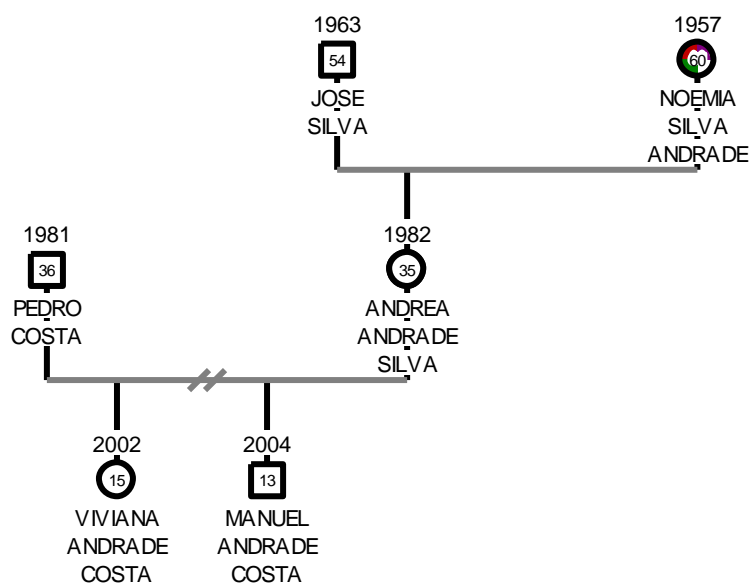 1963
54
JOSE
SILVA
1957
60
NOEMIA
SILVA
ANDRADE
1981
36
PEDRO
COSTA
1982
35
ANDREA
ANDRADE
SILVA
2002
15
VIVIANA
ANDRADE
COSTA
2004
13
MANUEL
ANDRADE
COSTA